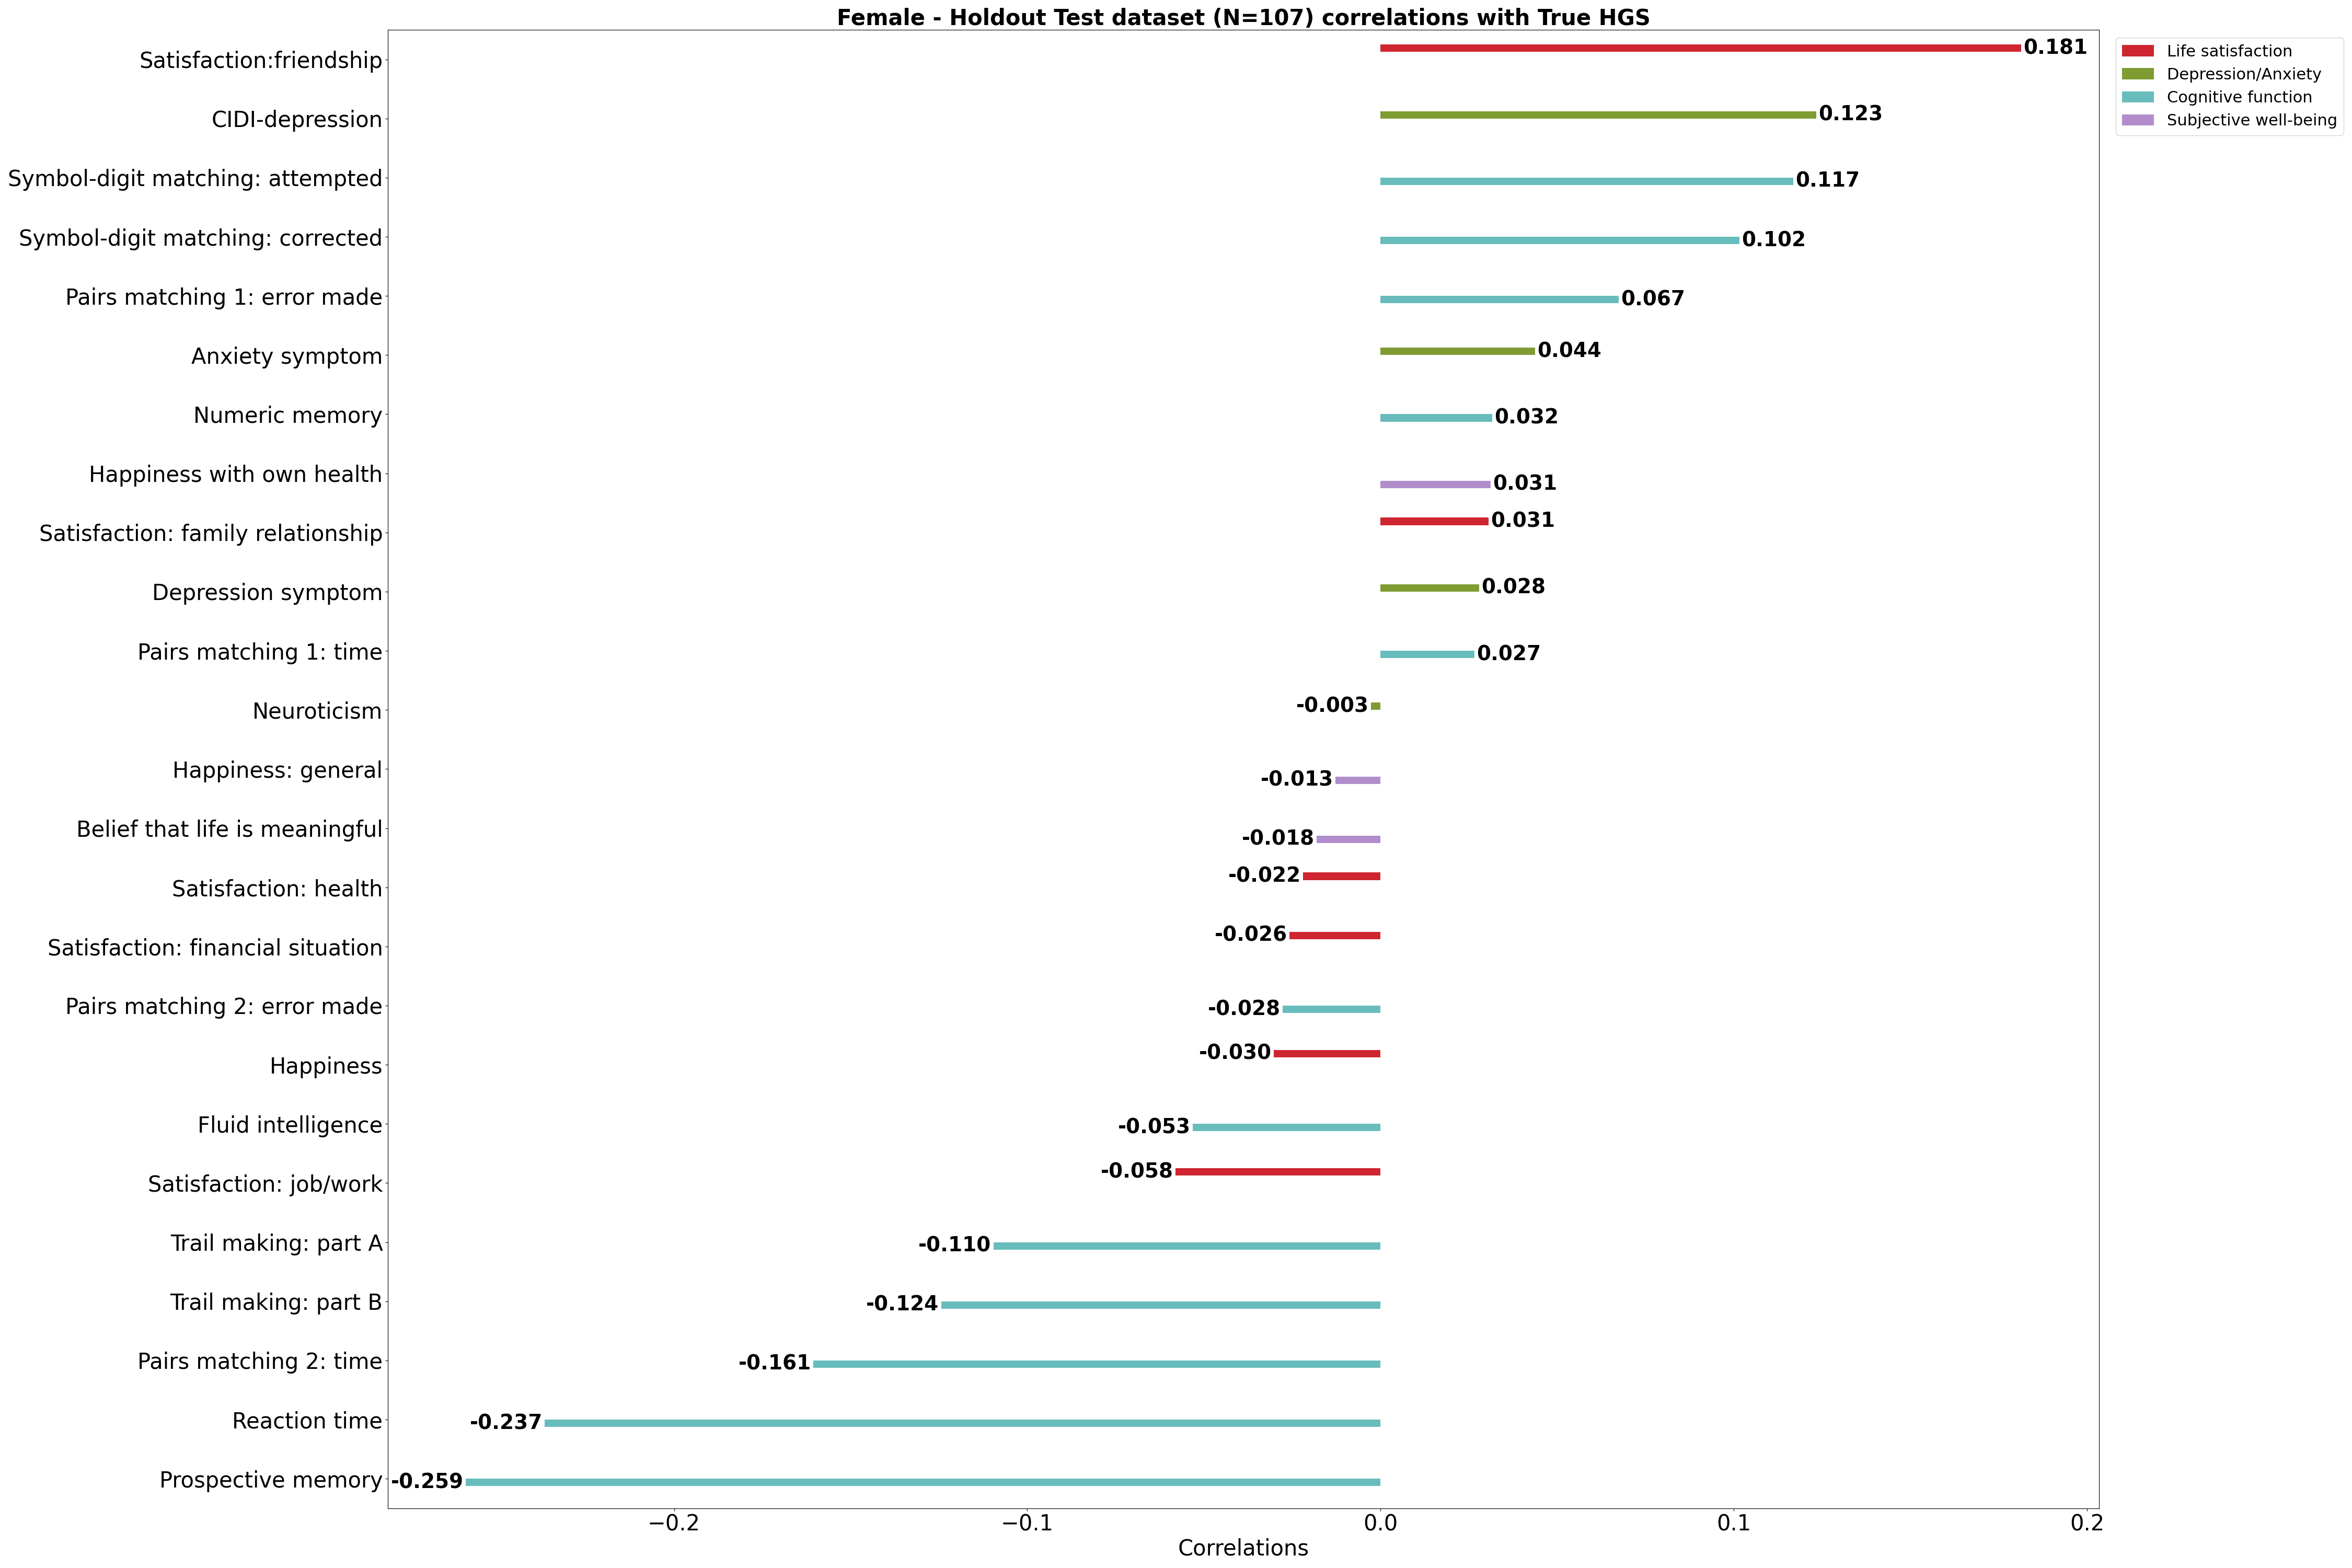 Female - Holdout Test dataset (N=107) correlations with True HGS
Satisfaction:friendship 0.181
CIDI-depression 0.123
Symbol-digit matching: attempted 0.117
Symbol-digit matching: corrected 0.102
Pairs matching 1: error made 0.067
Anxiety symptom 0.044
Numeric memory 0.032
Happiness with own health 0.031
Satisfaction: family relationship 0.031
Depression symptom 0.028
Pairs matching 1: time 0.027
Neuroticism -0.003
Happiness: general -0.013
Belief that life is meaningful -0.018
Satisfaction: health -0.022
Satisfaction: financial situation -0.026
Pairs matching 2: error made -0.028
Happiness -0.030
Fluid intelligence -0.053
Satisfaction: job/work -0.058
Trail making: part A -0.110
Trail making: part B -0.124
Pairs matching 2: time -0.161
Reaction time -0.237
Prospective memory -0.259
−0.2 −0.1 0.0 0.1 0.2
Correlations
Life satisfaction
Depression/Anxiety
Cognitive function
Subjective well-being